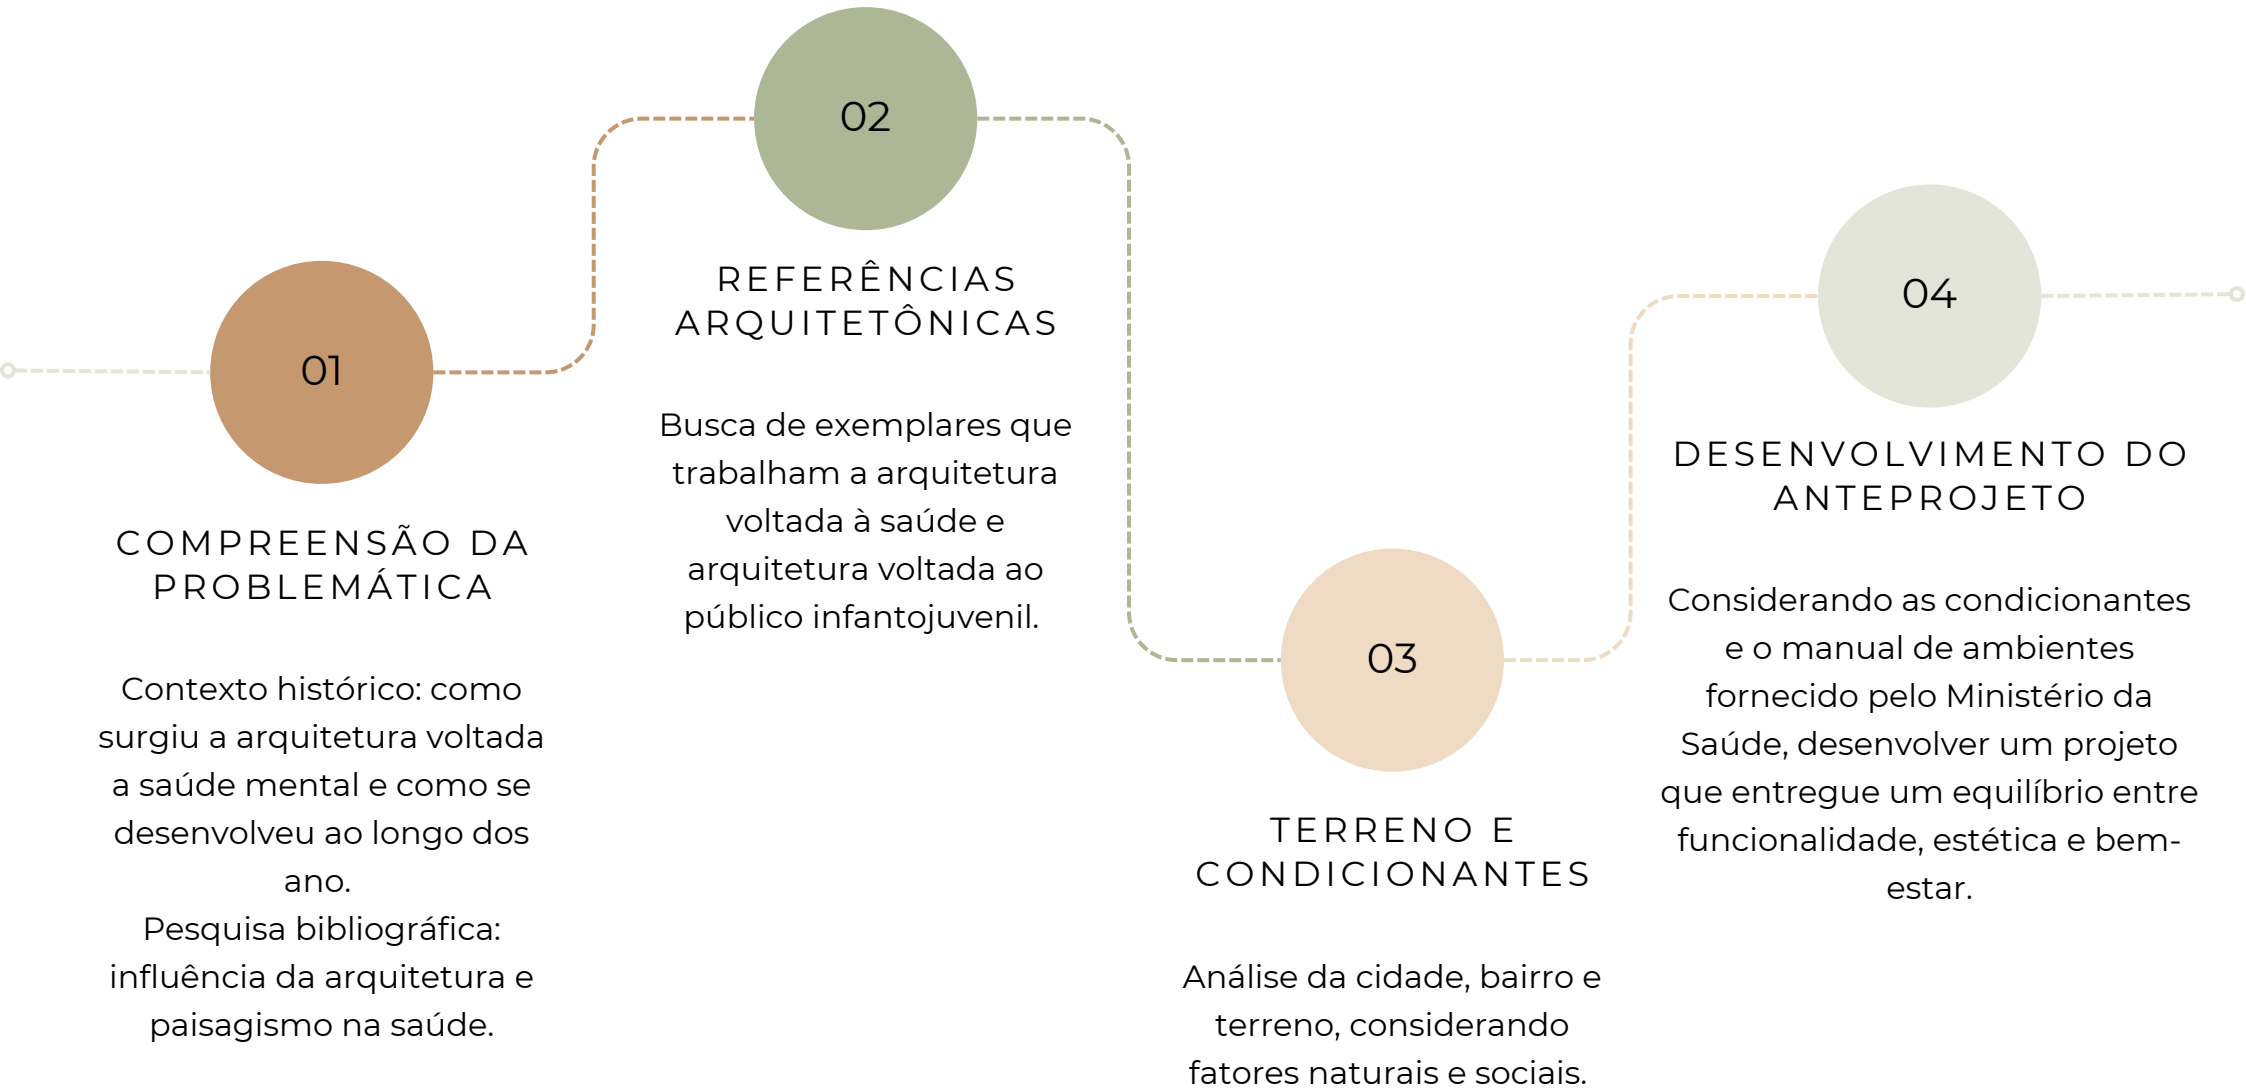 01
COMPREENSÃO DA
PROBLEMÁTICA
Contexto histórico: como
surgiu a arquitetura voltada
a saúde mental e como se
desenvolveu ao longo dos
ano.
Pesquisa bibliográfica:
influência da arquitetura e
paisagismo na saúde.
02
REFERÊNCIAS
ARQUITETÔNICAS
Busca de exemplares que
trabalham a arquitetura
voltada à saúde e
arquitetura voltada ao
público infantojuvenil.
03
TERRENO E
CONDICIONANTES
Análise da cidade, bairro e
terreno, considerando
fatores naturais e sociais.
04
DESENVOLVIMENTO DO
ANTEPROJETO
Considerando as condicionantes
e o manual de ambientes
fornecido pelo Ministério da
Saúde, desenvolver um projeto
que entregue um equilíbrio entre
funcionalidade, estética e bem-
estar.